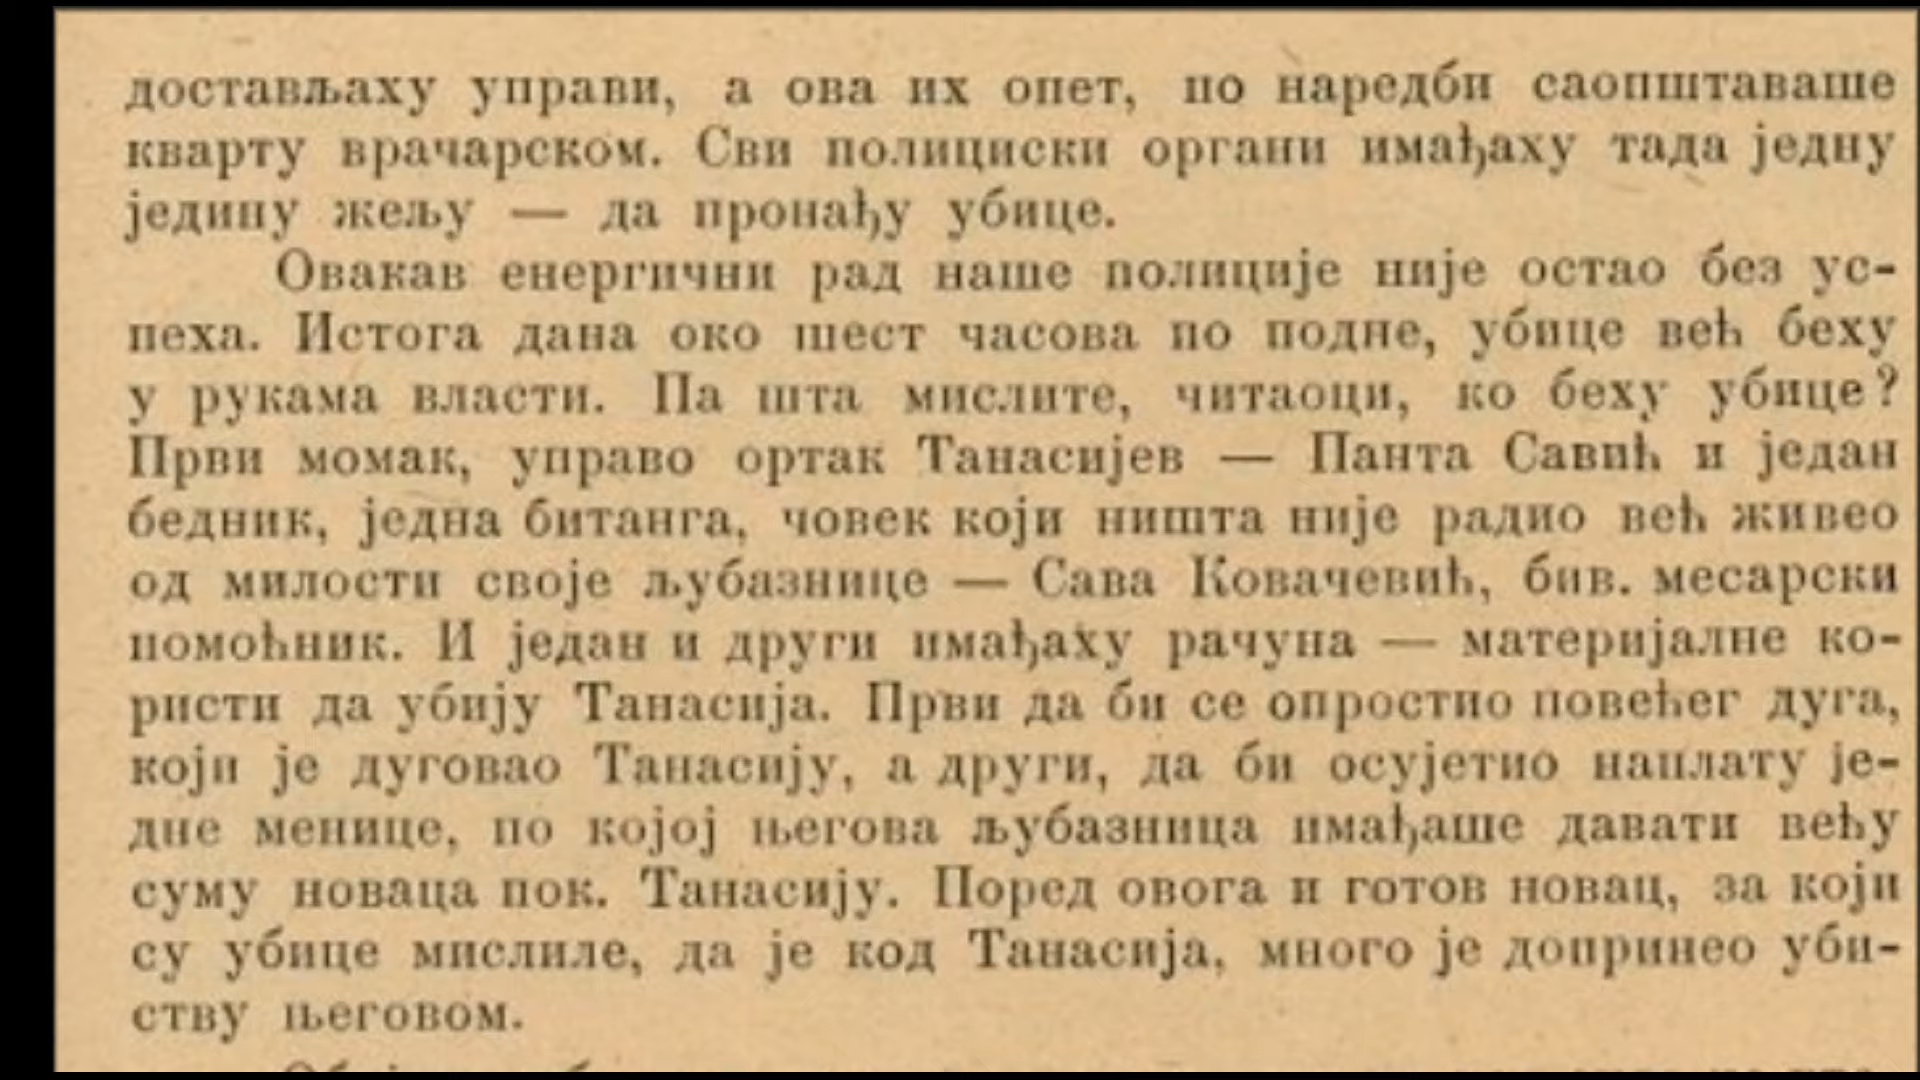 достављаху управи, а ова их опет, по наредби саопштаваше
кварту врачарском. Сви полициски органи имађаху тада једну
једину жељу — да пронађу убице.
Овакав енергични рад наше полиције није остао без ус-
пеха. Истога дана око шест часова по подне, убице већ беху
у рукама власти. Па шта мислите, читаоци, ко беху убице?
Први момак, управо ортак Танасијев — Панта Савић и један
бедник, једна битанга, човек који ништа није радио већ живео
од милости своје љубазнице — Сава Ковачевић, бив. месарски
помоћник. И један и други имађаху рачуна — материјалне ко-
ристи да убију Танасија. Први да би се опростио повећег дуга,
који је дуговао Танасију, а други, да би осујетио наплату је-
дне менице, по којој његова љубазница имађаше давати већу
суму новаца пок. Танасију. Поред овога и готов новац, за који
су убице мислиле, да је код Танасија, много је допринео уби-
ству његовом.